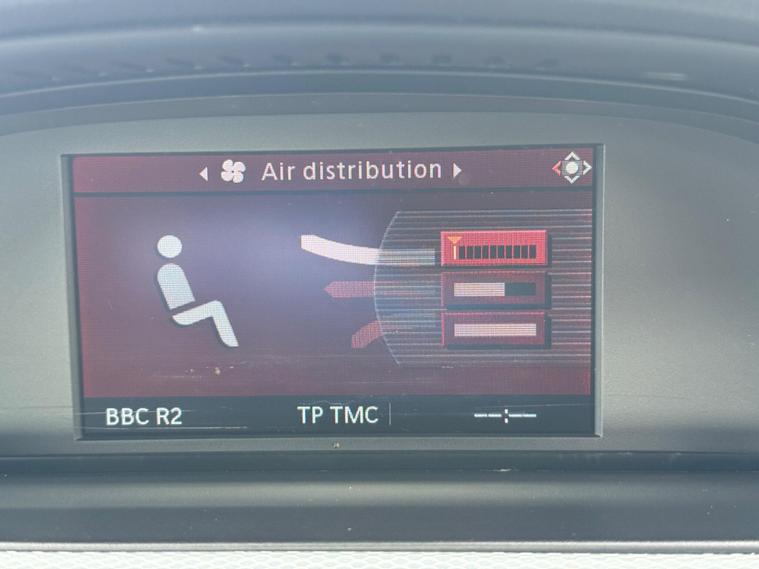 Air distribution
BBC R2 TP TMC --:--